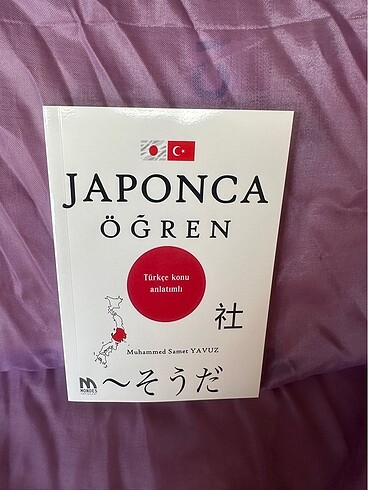 JAPONCA
ÖĞREN
Türkçe konu
anlatımlı
社
Muhammed Samet YAVUZ
〜そうだ